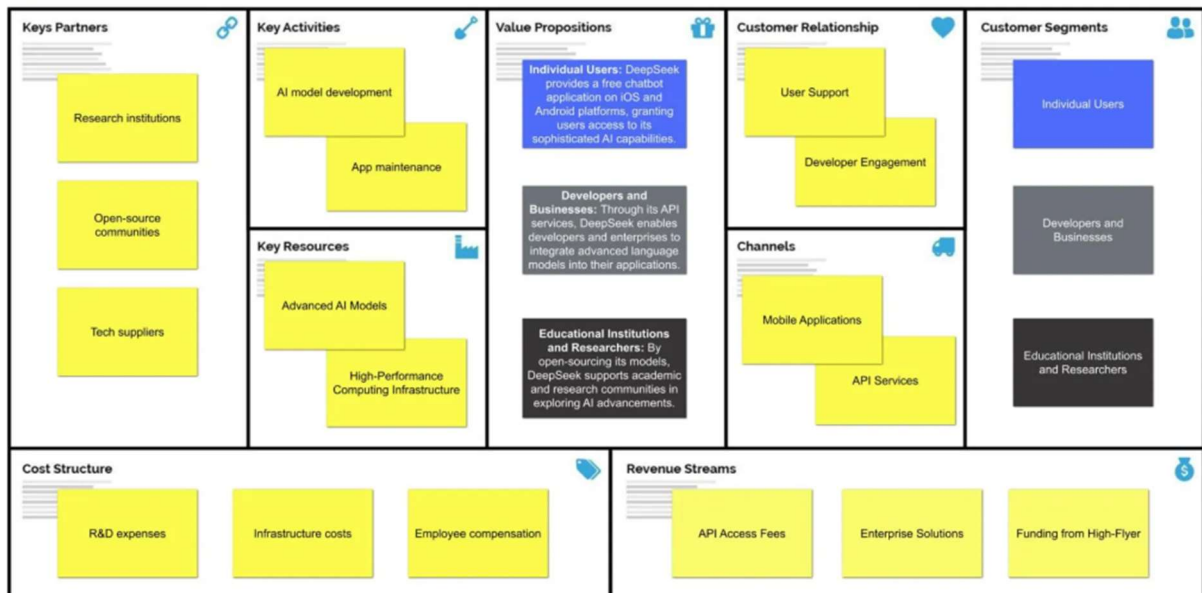 Keys Partners
Research institutions
Open-source
communities
Tech suppliers
Key Activities
AI model development
App maintenance
Key Resources
Advanced AI Models
High-Performance
Computing Infrastructure
Value Propositions
Individual Users: DeepSeek
provides a free chatbot
application on iOS and
Android platforms, granting
users access to its
sophisticated AI capabilities.
Developers and
Businesses: Through its API
services, DeepSeek enables
developers and enterprises to
integrate advanced language
models into their applications.
Educational Institutions
and Researchers: By
open-sourcing its models,
DeepSeek supports academic
and research communities in
exploring AI advancements.
Customer Relationship
User Support
Developer Engagement
Channels
Mobile Applications
API Services
Customer Segments
Individual Users
Developers and
Businesses
Educational Institutions
and Researchers
Cost Structure
R&D expenses
Infrastructure costs
Employee compensation
Revenue Streams
$
API Access Fees
Enterprise Solutions
Funding from High-Flyer